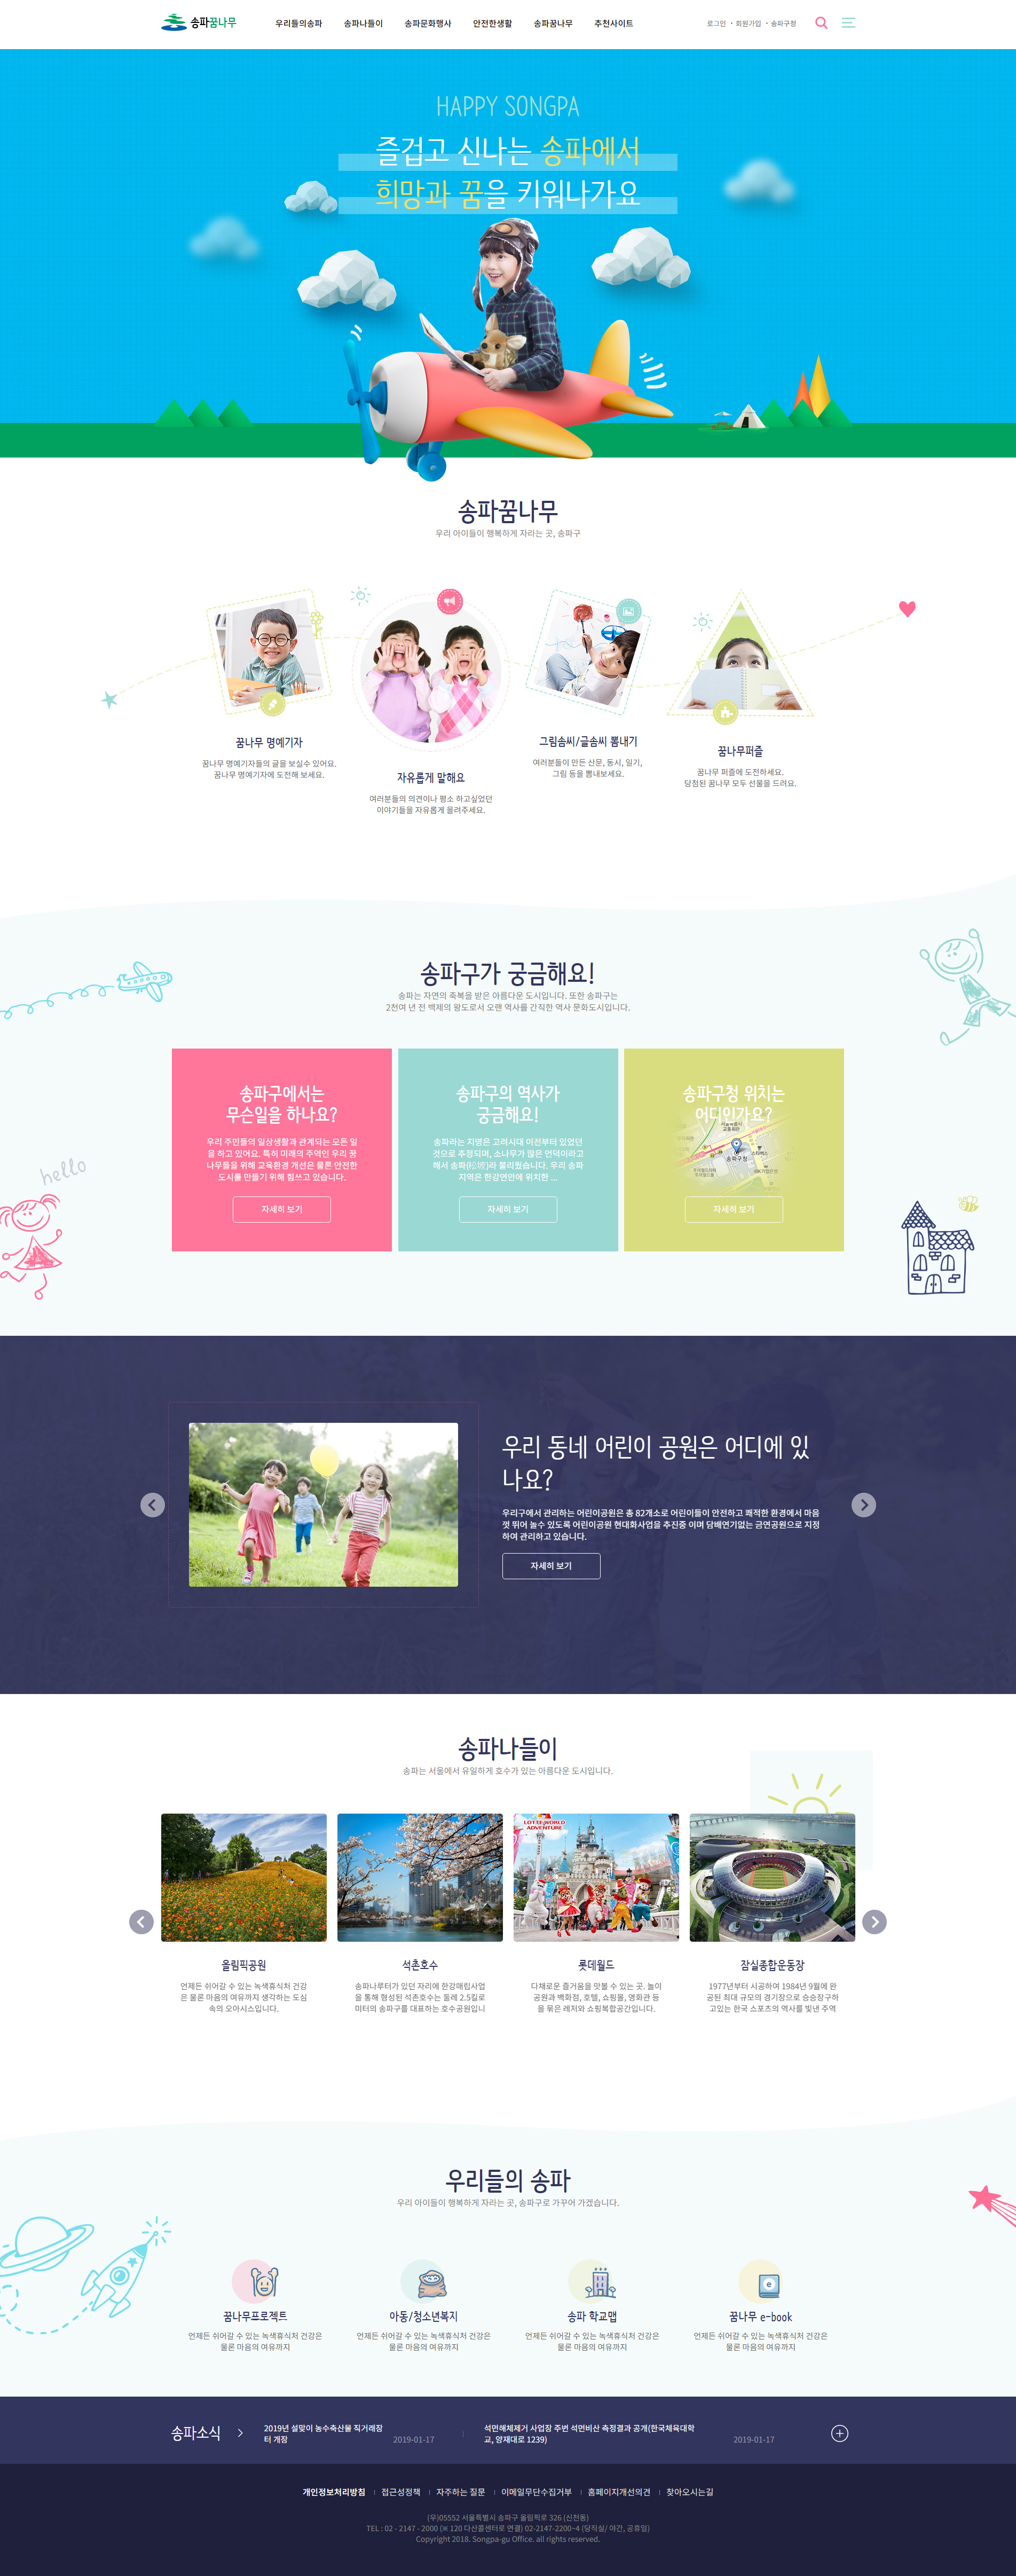 송파꿈나무
우리들의송파
송파나들이
송파문화행사
안전한생활
송파꿈나무
추천사이트
로그인 · 회원가입 · 송파구청
HAPPY SONGPA
즐겁고 신나는 송파에서
희망과 꿈을 키워나가요
송파꿈나무
우리 아이들이 행복하게 자라는 곳, 송파구
꿈나무 명예기자
꿈나무 명예기자들의 글을 보실수 있어요.
꿈나무 명예기자에 도전해 보세요.
자유롭게 말해요
여러분들의 의견이나 평소 하고싶었던
이야기들을 자유롭게 올려주세요.
그림솜씨/글솜씨 뽐내기
여러분들이 만든 산문, 동시, 일기,
그림 등을 뽐내보세요.
꿈나무퍼즐
꿈나무 퍼즐에 도전하세요.
당첨된 꿈나무 모두 선물을 드려요.
송파구가 궁금해요!
송파는 자연의 축복을 받은 아름다운 도시입니다. 또한 송파구는
2천여 년 전 백제의 왕도로서 오랜 역사를 간직한 역사 문화도시입니다.
hello
송파구에서는
무슨일을 하나요?
우리 주민들의 일상생활과 관계되는 모든 일
을 하고 있어요. 특히 미래의 주역인 우리 꿈
나무들을 위해 교육환경 개선은 물론 안전한
도시를 만들기 위해 힘쓰고 있습니다.
자세히 보기
송파구의 역사가
궁금해요!
송파라는 지명은 고려시대 이전부터 있었던
것으로 추정되며, 소나무가 많은 언덕이라고
해서 송파(松坡)라 불리웠습니다. 우리 송파
지역은 한강연안에 위치한 ...
자세히 보기
송파구청 위치는
어디인가요?
송파구청
자세히 보기
우리 동네 어린이 공원은 어디에 있
나요?
우리구에서 관리하는 어린이공원은 총 82개소로 어린이들이 안전하고 쾌적한 환경에서 마음
껏 뛰어 놀수 있도록 어린이공원 현대화사업을 추진중 이며 담배연기없는 금연공원으로 지정
하여 관리하고 있습니다.
자세히 보기
송파나들이
송파는 서울에서 유일하게 호수가 있는 아름다운 도시입니다.
LOTTE WORLD
ADVENTURE
올림픽공원
언제든 쉬어갈 수 있는 녹색휴식처 건강
은 물론 마음의 여유까지 생각하는 도심
속의 오아시스입니다.
석촌호수
송파나루터가 있던 자리에 한강매립사업
을 통해 형성된 석촌호수는 둘레 2.5킬로
미터의 송파구를 대표하는 호수공원입니
롯데월드
다채로운 즐거움을 맛볼 수 있는 곳. 놀이
공원과 백화점, 호텔, 쇼핑몰, 영화관 등
을 묶은 레저와 쇼핑복합공간입니다.
잠실종합운동장
1977년부터 시공하여 1984년 9월에 완
공된 최대 규모의 경기장으로 승승장구하
고있는 한국 스포츠의 역사를 빛낸 주역
우리들의 송파
우리 아이들이 행복하게 자라는 곳, 송파구로 가꾸어 가겠습니다.
꿈나무프로젝트
언제든 쉬어갈 수 있는 녹색휴식처 건강은
물론 마음의 여유까지
아동/청소년복지
언제든 쉬어갈 수 있는 녹색휴식처 건강은
물론 마음의 여유까지
송파 학교맵
언제든 쉬어갈 수 있는 녹색휴식처 건강은
물론 마음의 여유까지
꿈나무 e-book
언제든 쉬어갈 수 있는 녹색휴식처 건강은
물론 마음의 여유까지
송파소식
2019년 설맞이 농수축산물 직거래장
터 개장
2019-01-17
석면해체제거 사업장 주변 석면비산 측정결과 공개(한국체육대학
교, 양재대로 1239)
2019-01-17
개인정보처리방침
접근성정책
자주하는 질문
이메일무단수집거부
홈페이지개선의견
찾아오시는길
(우)05552 서울특별시 송파구 올림픽로 326 (신천동)
TEL : 02 - 2147 - 2000 (※ 120 다산콜센터로 연결) 02-2147-2200~4 (당직실/ 야간, 공휴일)
Copyright 2018. Songpa-gu Office. all rights reserved.